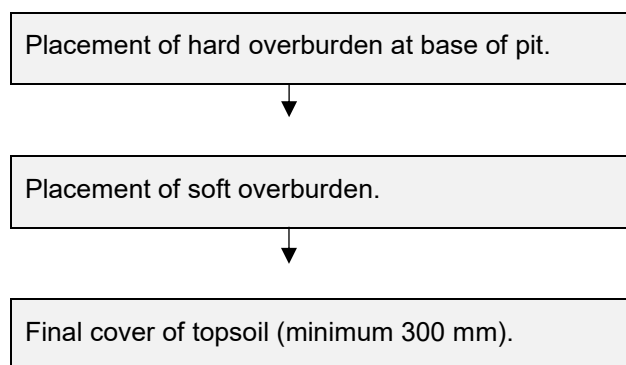 Placement of hard overburden at base of pit.
Placement of soft overburden.
Final cover of topsoil (minimum 300 mm).